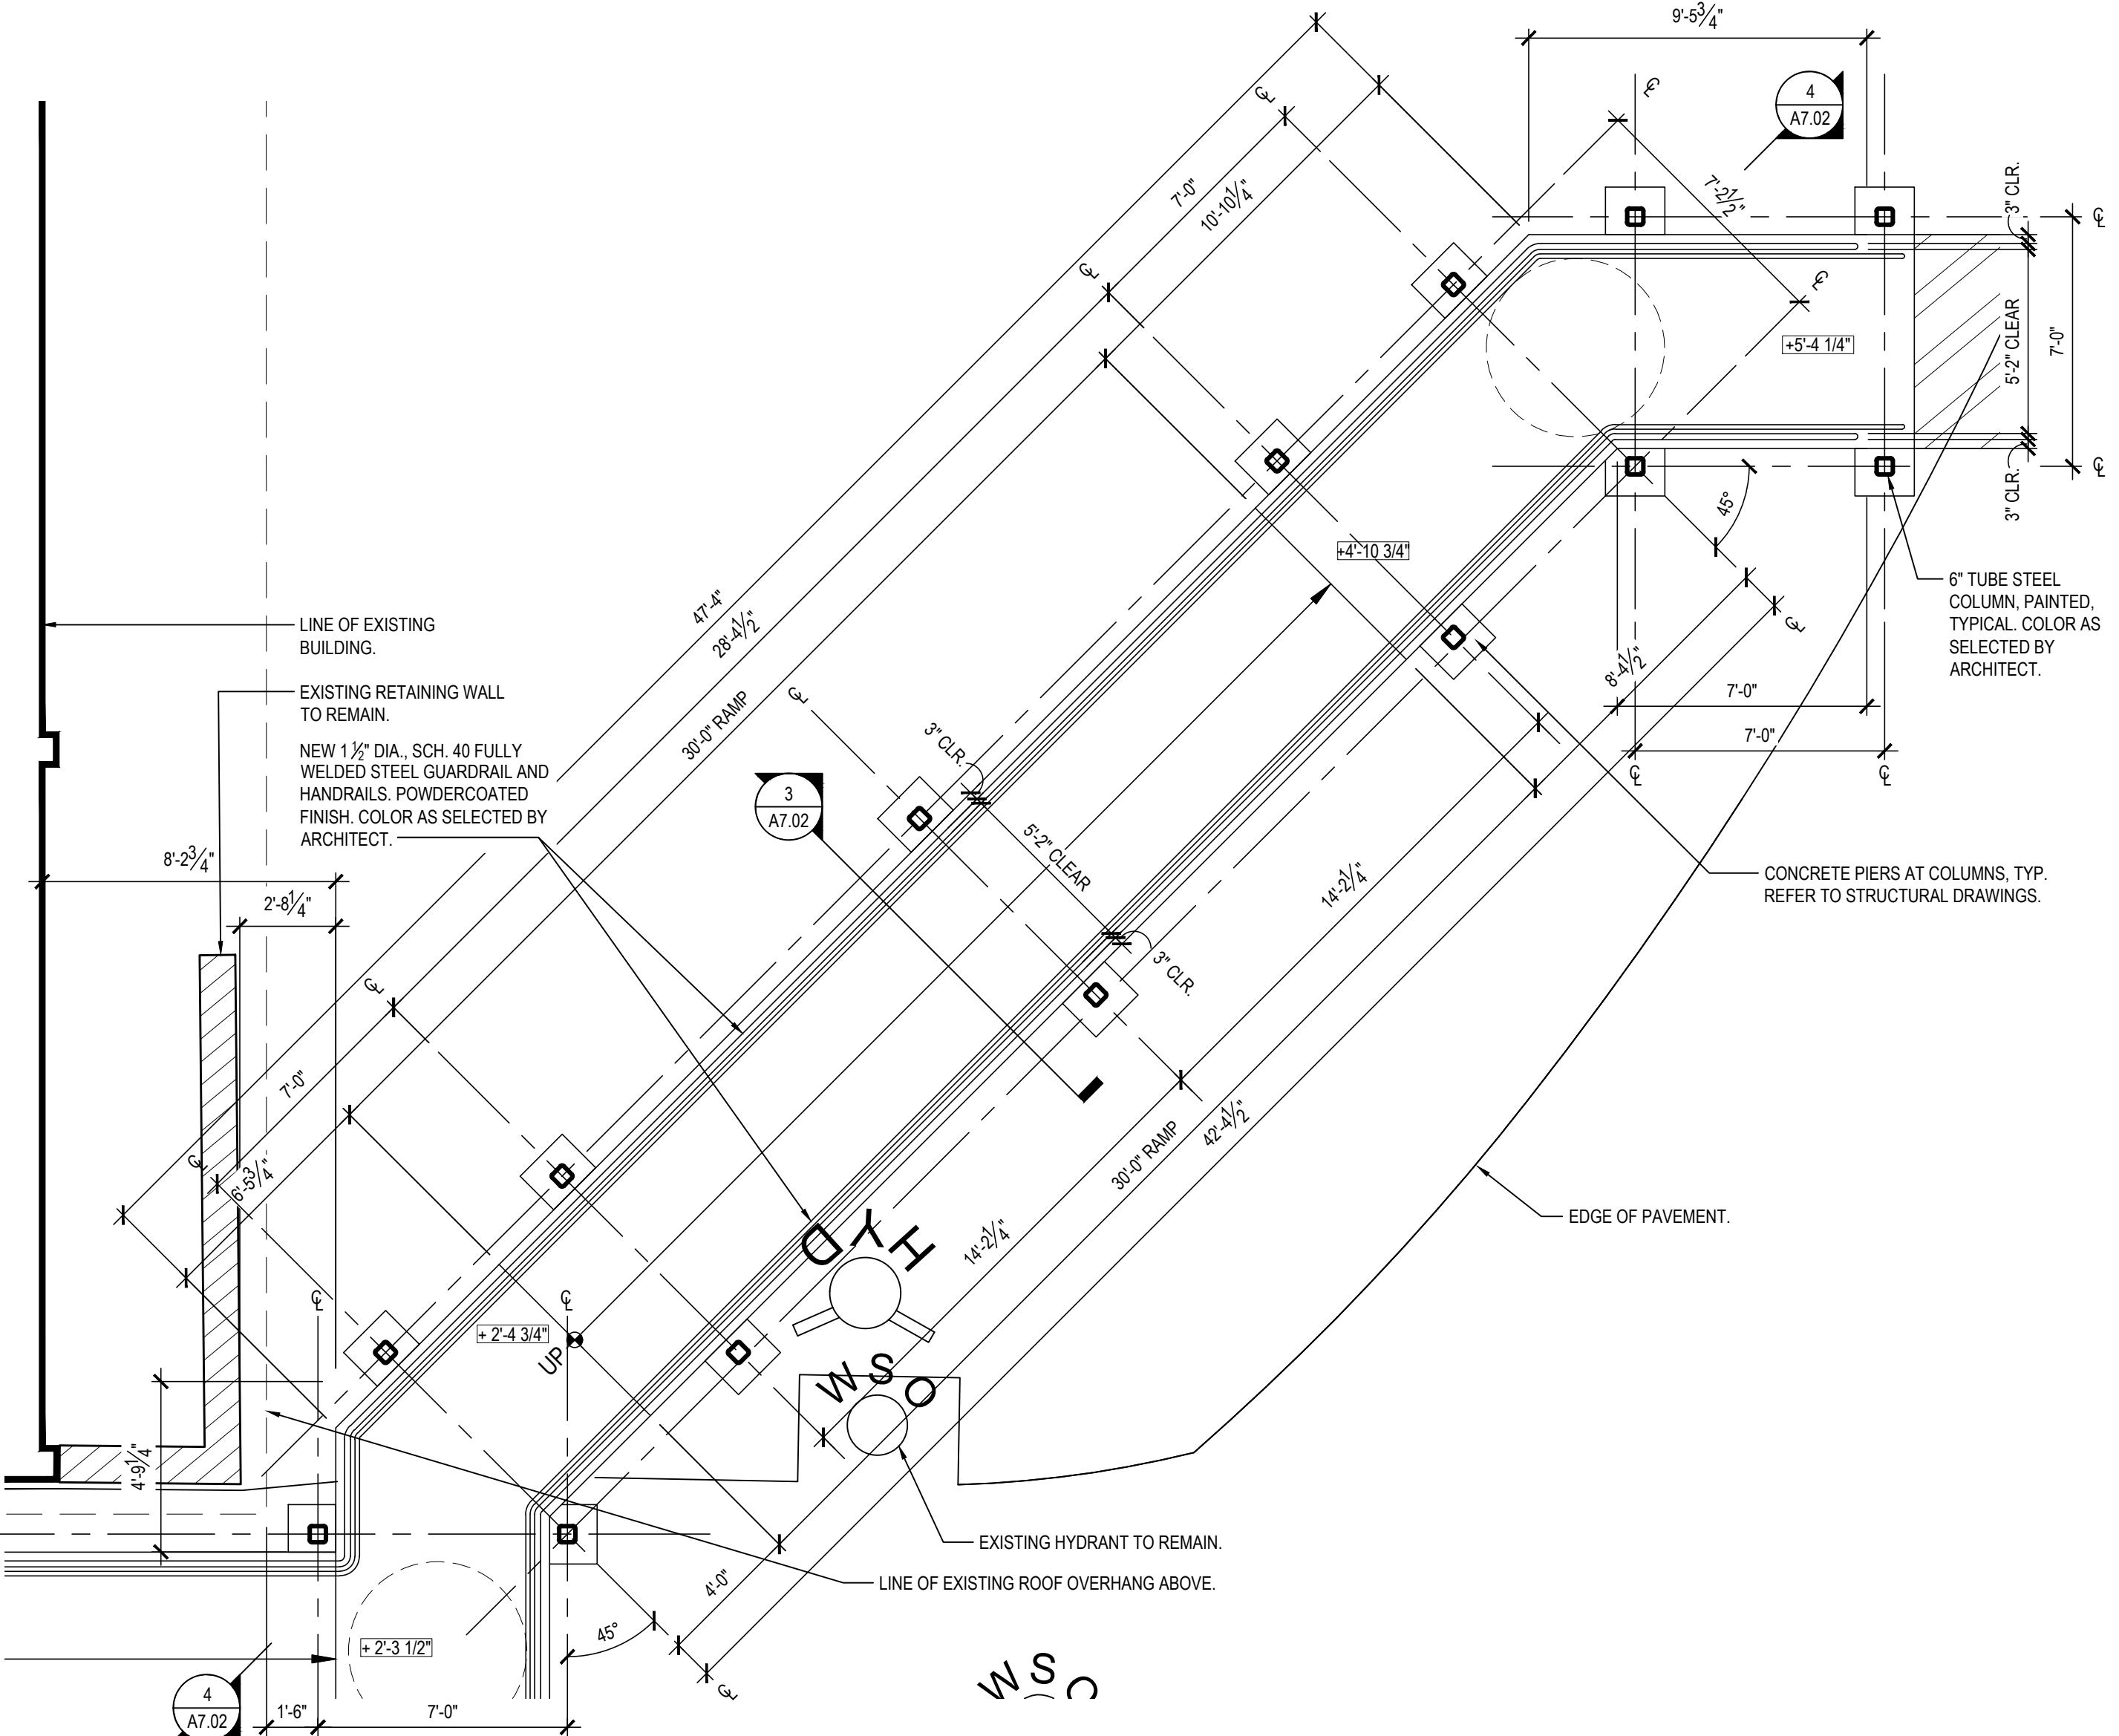 9'-5 3/4"
℄
℄
4
A7.02
7'-0"
10'-10 1/4"
7'-2 1/2"
3" CLR.
℄
℄
℄
+5'-4 1/4"
5'-2" CLEAR
7'-0"
47'-4"
28'-4 1/2"
30'-0" RAMP
+4'-10 3/4"
45°
3" CLR.
℄
6" TUBE STEEL
COLUMN, PAINTED,
TYPICAL. COLOR AS
SELECTED BY
ARCHITECT.
℄
8'-4 1/2"
7'-0"
7'-0"
℄
℄
LINE OF EXISTING
BUILDING.
EXISTING RETAINING WALL
TO REMAIN.
NEW 1 1/2" DIA., SCH. 40 FULLY
WELDED STEEL GUARDRAIL AND
HANDRAILS. POWDERCOATED
FINISH. COLOR AS SELECTED BY
ARCHITECT.
℄
3" CLR.
3
A7.02
5'-2" CLEAR
8'-2 3/4"
2'-8 1/4"
14'-2 1/4"
CONCRETE PIERS AT COLUMNS, TYP.
REFER TO STRUCTURAL DRAWINGS.
3" CLR.
℄
7'-0"
℄
6'-5 3/4"
42'-4 1/2"
30'-0" RAMP
14'-2 1/4"
EDGE OF PAVEMENT.
HYD
℄
℄
+ 2'-4 3/4"
UP
WSO
4'-9 1/4"
EXISTING HYDRANT TO REMAIN.
LINE OF EXISTING ROOF OVERHANG ABOVE.
4'-0"
45°
+ 2'-3 1/2"
℄
WSO
4
A7.02
1'-6"
7'-0"